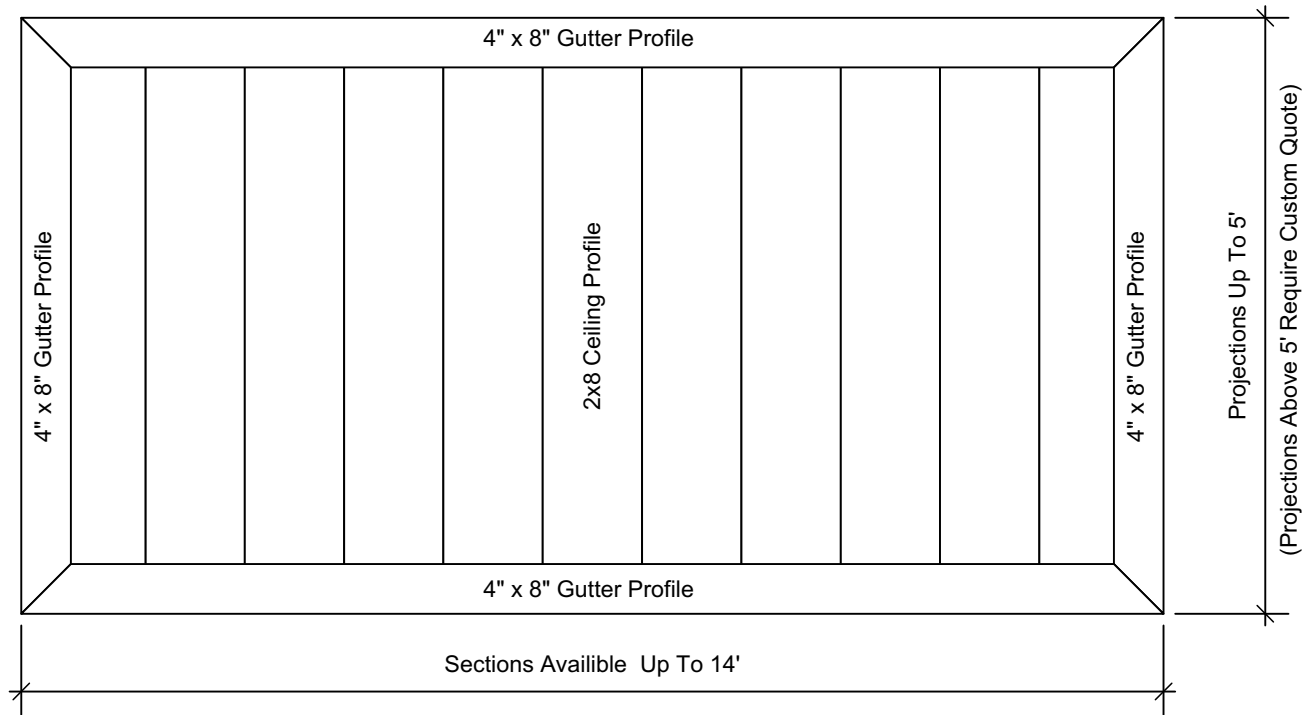 4" x 8" Gutter Profile
4" x 8" Gutter Profile
2x8 Ceiling Profile
4" x 8" Gutter Profile
Projections Up To 5'
(Projections Above 5' Require Custom Quote)
4" x 8" Gutter Profile
Sections Availible Up To 14'